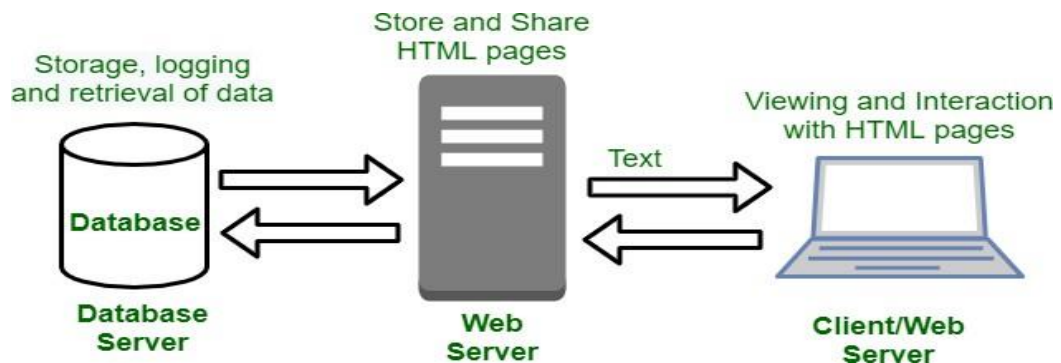 Storage, logging
and retrieval of data
Database
Database
Server
Store and Share
HTML pages
Web
Server
Text
Viewing and Interaction
with HTML pages
Client/Web
Server